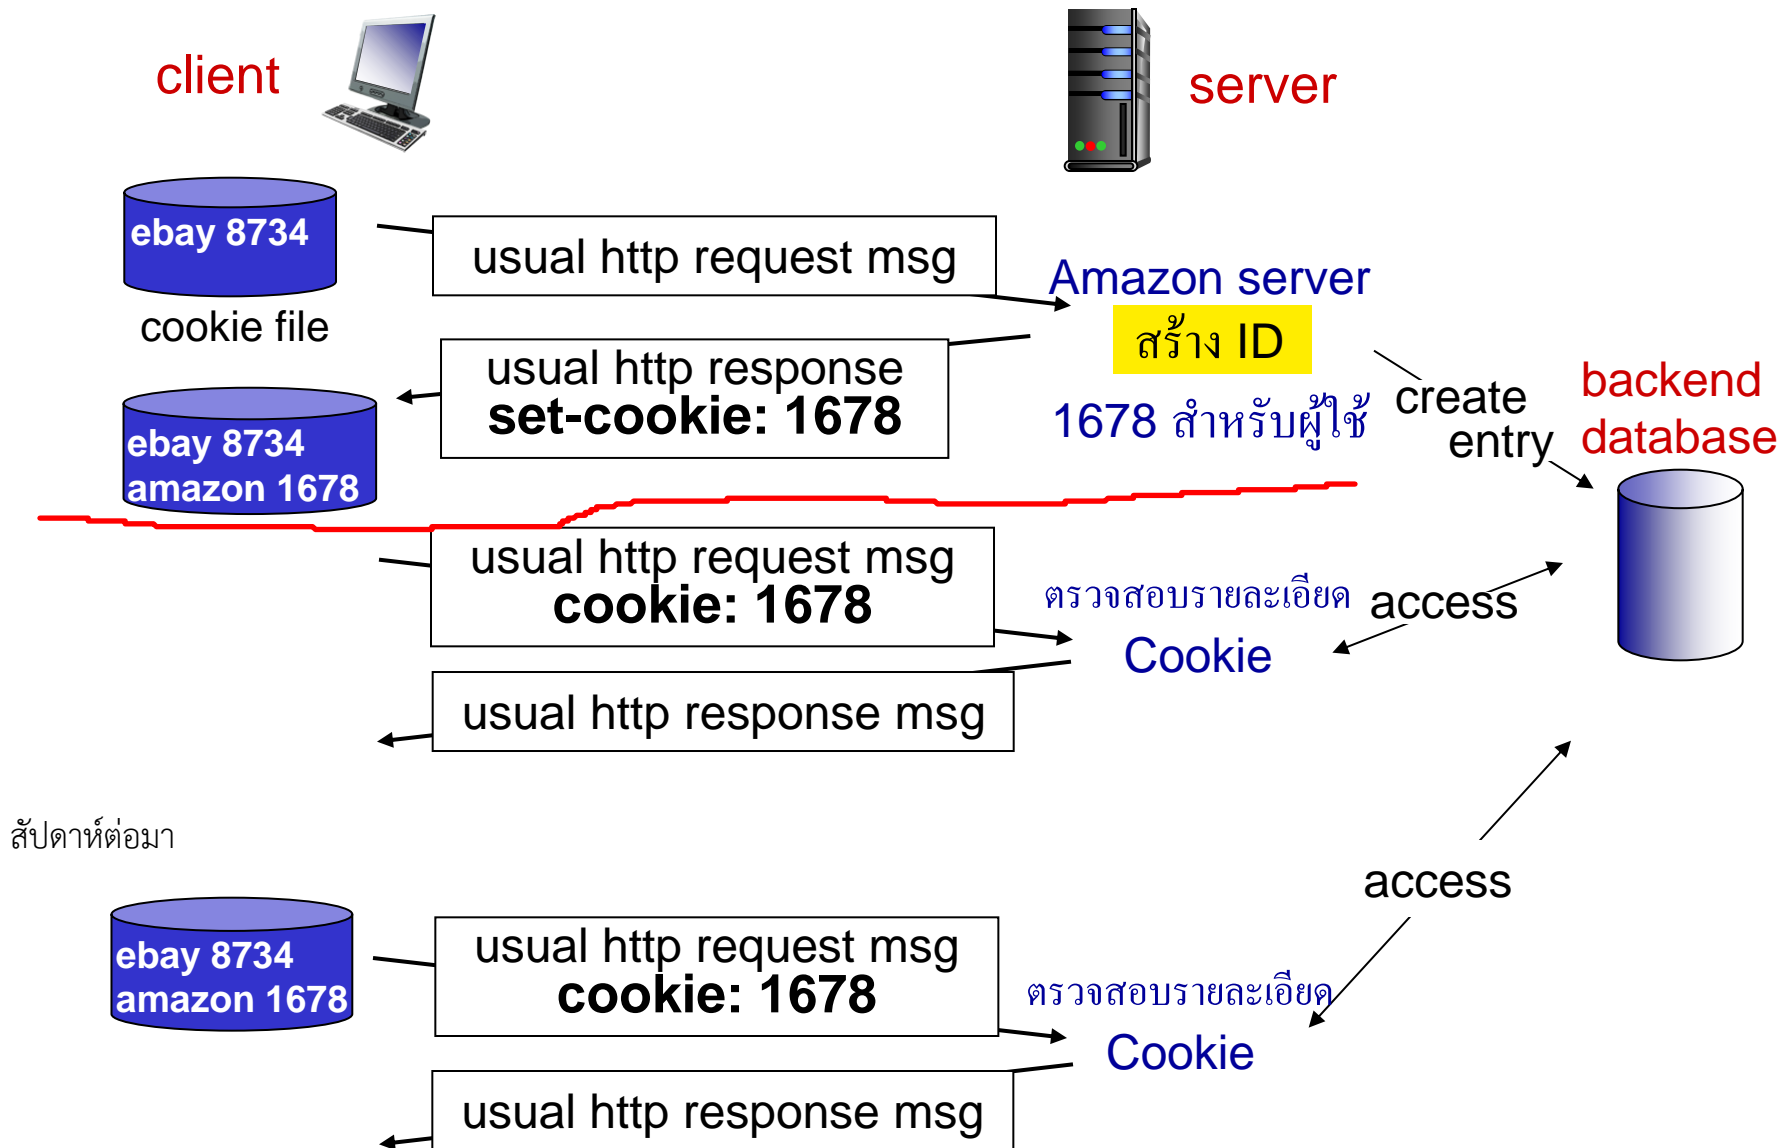 client
server
ebay 8734
usual http request msg
Amazon server
cookie file
สร้าง ID
usual http response
set-cookie: 1678
1678 สำหรับผู้ใช้
create
entry
backend
database
ebay 8734
amazon 1678
usual http request msg
cookie: 1678
ตรวจสอบรายละเอียด
Cookie
access
usual http response msg
สัปดาห์ต่อมา
access
ebay 8734
amazon 1678
usual http request msg
cookie: 1678
ตรวจสอบรายละเอียด
Cookie
usual http response msg